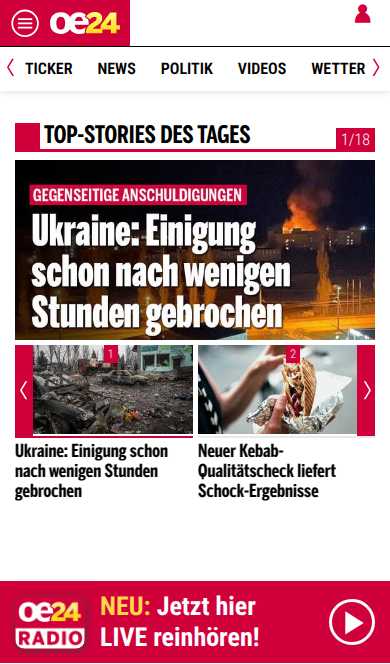 oe24
TICKER NEWS POLITIK VIDEOS WETTER
TOP-STORIES DES TAGES
1/18
GEGENSEITIGE ANSCHULDIGUNGEN
Ukraine: Einigung
schon nach wenigen
Stunden gebrochen
1
2
Ukraine: Einigung schon
nach wenigen Stunden
gebrochen
Neuer Kebab-
Qualitätscheck liefert
Schock-Ergebnisse
oe24
RADIO
NEU: Jetzt hier
LIVE reinhören!